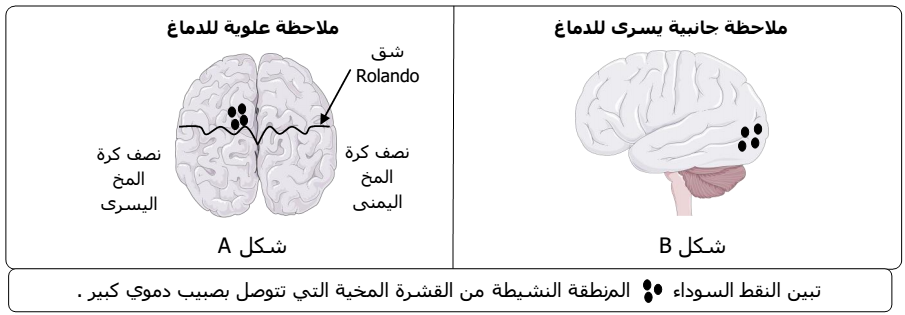 ملاحظة جانبية يسرى للدماغ
ملاحظة علوية للدماغ
شق
Rolando
نصف كرة
المخ
اليمنى
نصف كرة
المخ
اليسرى
شكل B
شكل A
تبين النقط السوداء المنطقة النشيطة من القشرة المخية التي تتوصل بصبيب دموي كبير .